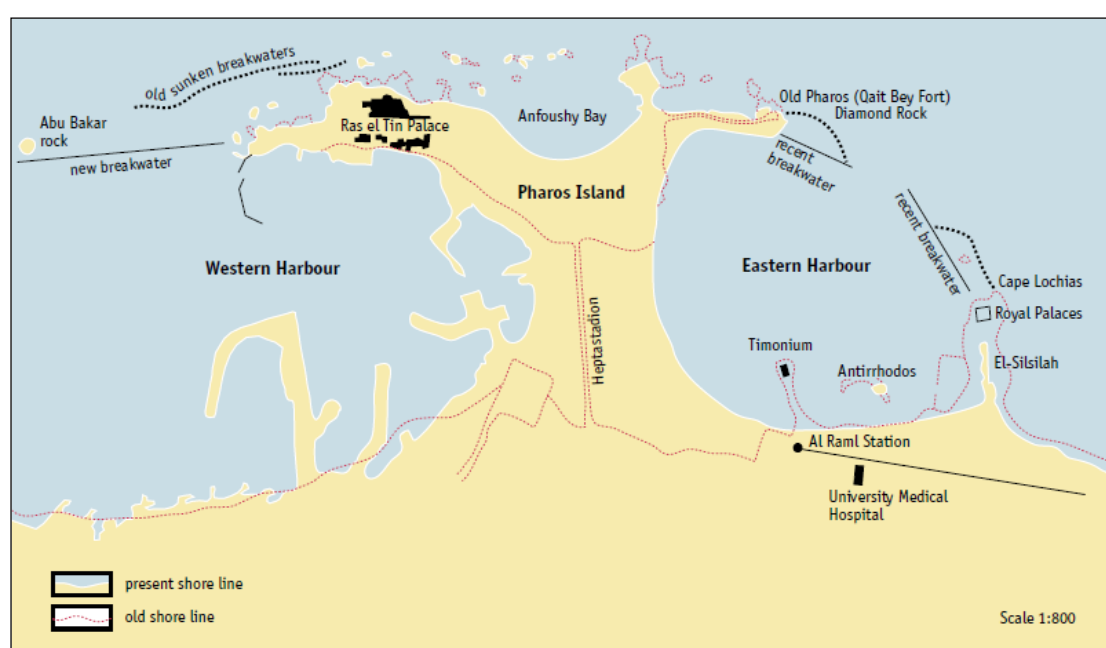 old sunken breakwaters
Abu Bakar
rock
new breakwater
Ras el Tin Palace
Anfoushy Bay
Old Pharos (Qait Bey Fort)
Diamond Rock
recent
breakwater
Pharos Island
recent breakwater
Western Harbour
Eastern Harbour
Cape Lochias
Royal Palaces
Heptastadion
Timonium
Antirrhodos
El-Silsilah
Al Raml Station
University Medical
Hospital
present shore line
old shore line
Scale 1:800